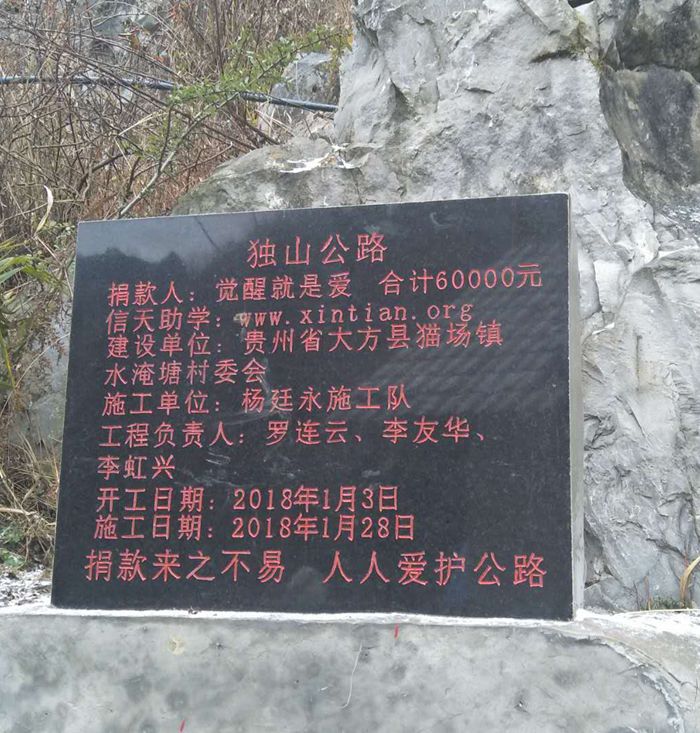 独山公路
捐款人：觉醒就是爱 合计60000元
信天助学：www.xintian.org
建设单位：贵州省大方县猫场镇
水淹塘村委会
施工单位：杨廷永施工队
工程负责人：罗连云、李友华、
李虹兴
开工日期：2018年1月3日
施工日期：2018年1月28日
捐款来之不易 人人爱护公路